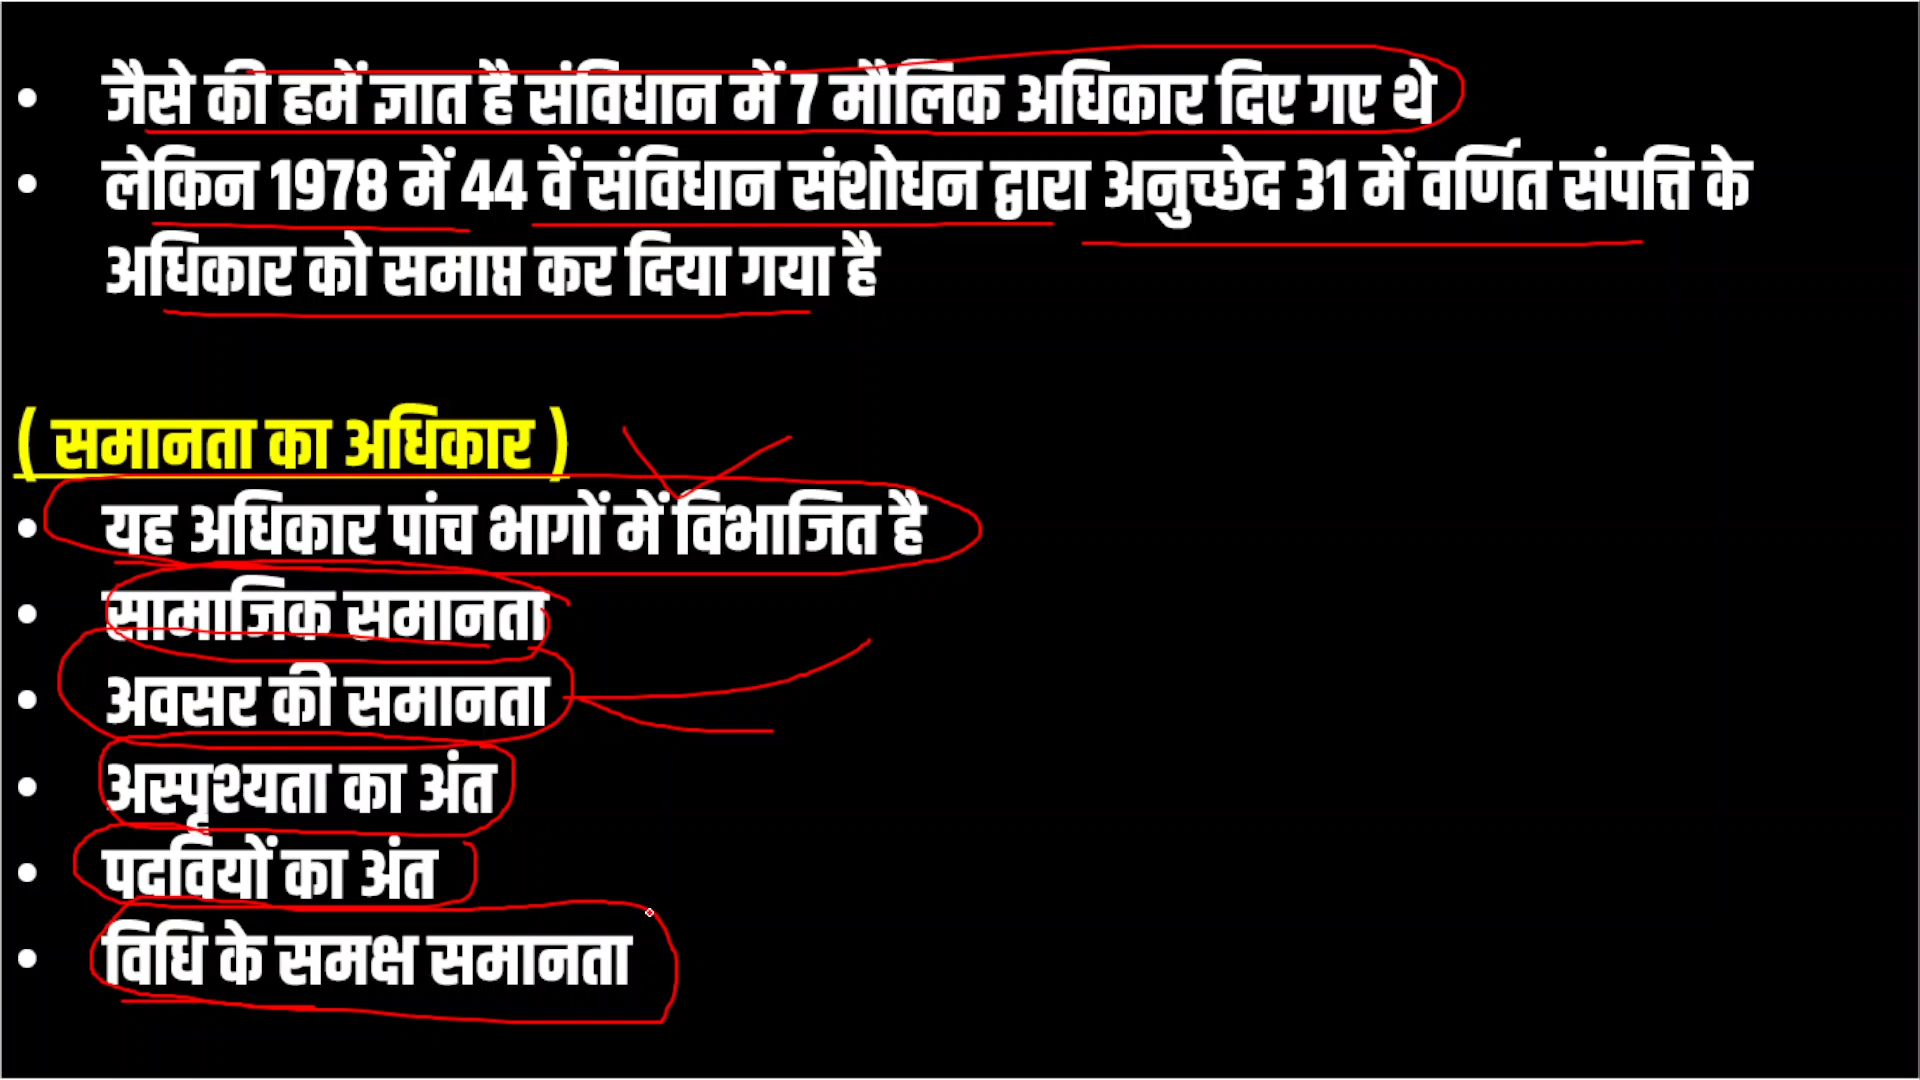 • जैसे की हमें ज्ञात है संविधान में 7 मौलिक अधिकार दिए गए थे
• लेकिन 1978 में 44 वें संविधान संशोधन द्वारा अनुच्छेद 31 में वर्णित संपत्ति के
अधिकार को समाप्त कर दिया गया है
( समानता का अधिकार )
• यह अधिकार पांच भागों में विभाजित है
• सामाजिक समानता
• अवसर की समानता
• अस्पृश्यता का अंत
• पदवियों का अंत
• विधि के समक्ष समानता